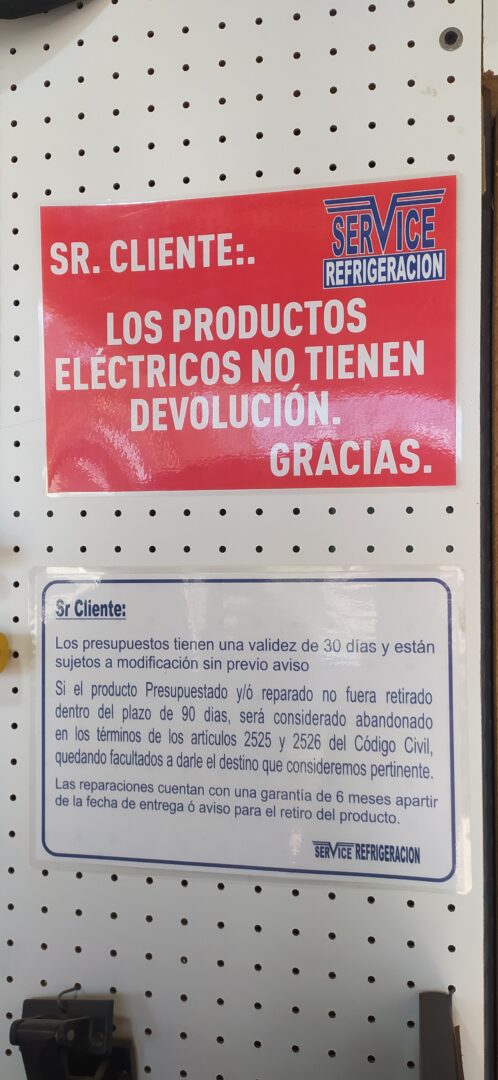 SR. CLIENTE:.
SERVICE
REFRIGERACION
LOS PRODUCTOS
ELÉCTRICOS NO TIENEN
DEVOLUCIÓN.
GRACIAS.
Sr Cliente:
Los presupuestos tienen una validez de 30 días y están
sujetos a modificación sin previo aviso
Si el producto Presupuestado y/ó reparado no fuera retirado
dentro del plazo de 90 dias, será considerado abandonado
en los términos de los artículos 2525 y 2526 del Código Civil,
quedando facultados a darle el destino que consideremos pertinente.
Las reparaciones cuentan con una garantía de 6 meses apartir
de la fecha de entrega ó aviso para el retiro del producto.
SERVICE REFRIGERACION